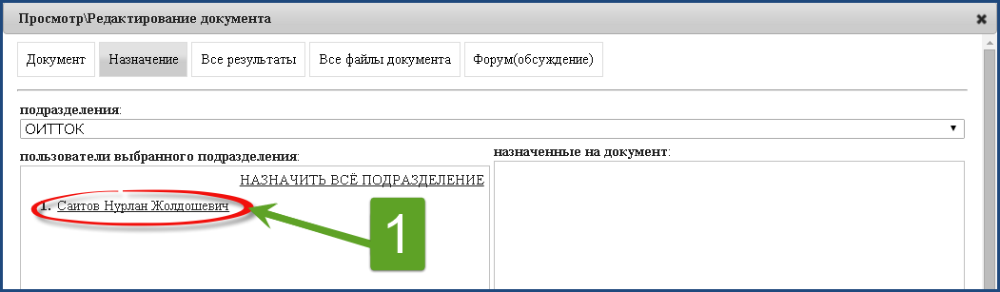 Просмотр\Редактирование документа
Документ Назначение Все результаты Все файлы документа Форум(обсуждение)
подразделения:
ОИТТОК
пользователи выбранного подразделения:
назначенные на документ:
НАЗНАЧИТЬ ВСЁ ПОДРАЗДЕЛЕНИЕ
1. Саитов Нурлан Жолдошевич
1